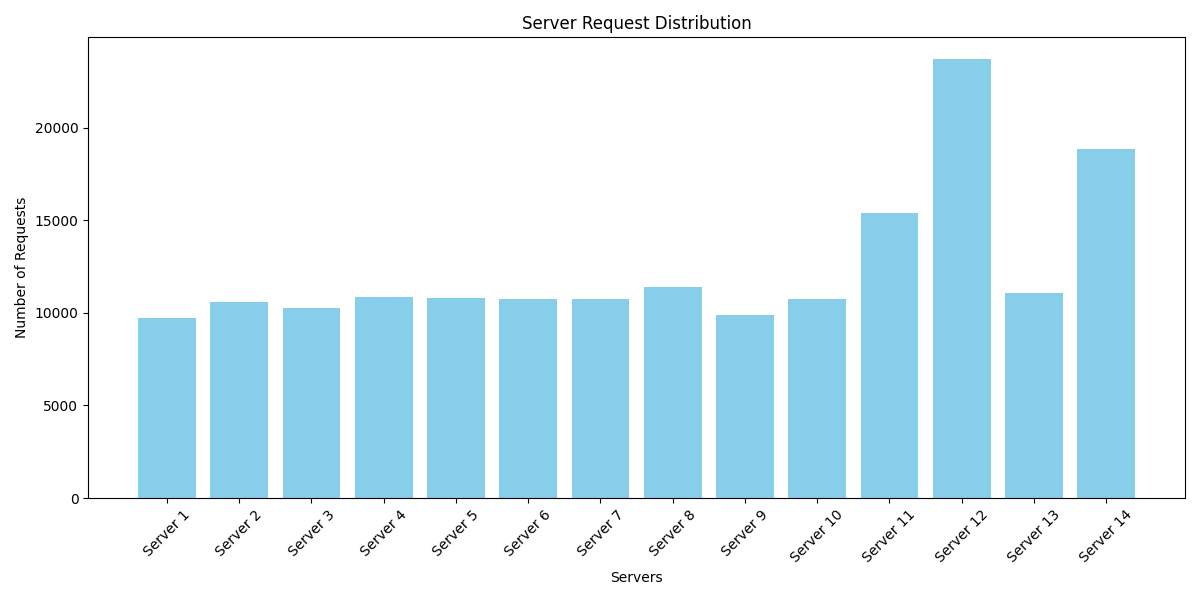 Server Request Distribution
Number of Requests
20000
15000
10000
5000
0
Server 1
Server 2
Server 3
Server 4
Server 5
Server 6
Server 7
Server 8
Server 9
Server 10
Server 11
Server 12
Server 13
Server 14
Servers